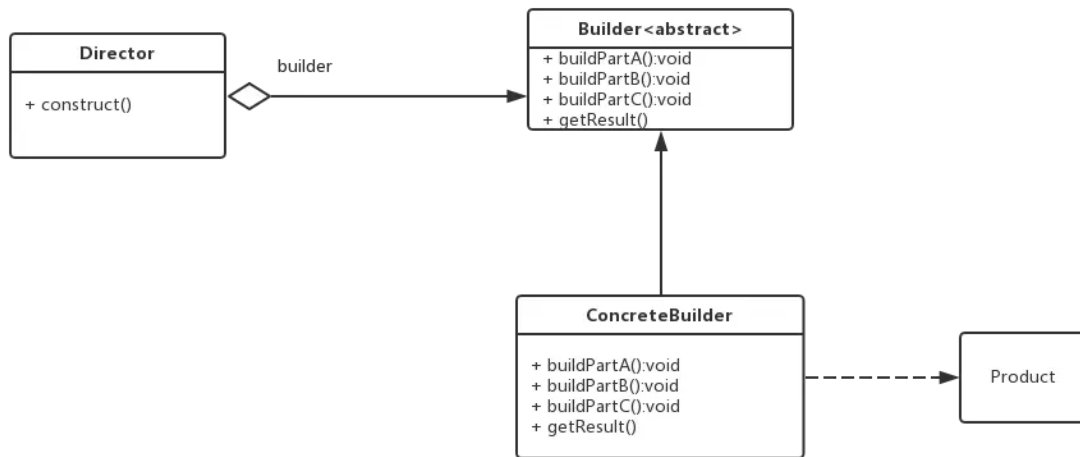 Director
+ construct()
builder
Builder<abstract>
+ buildPartA():void
+ buildPartB():void
+ buildPartC():void
+ getResult()
ConcreteBuilder
+ buildPartA():void
+ buildPartB():void
+ buildPartC():void
+ getResult()
Product